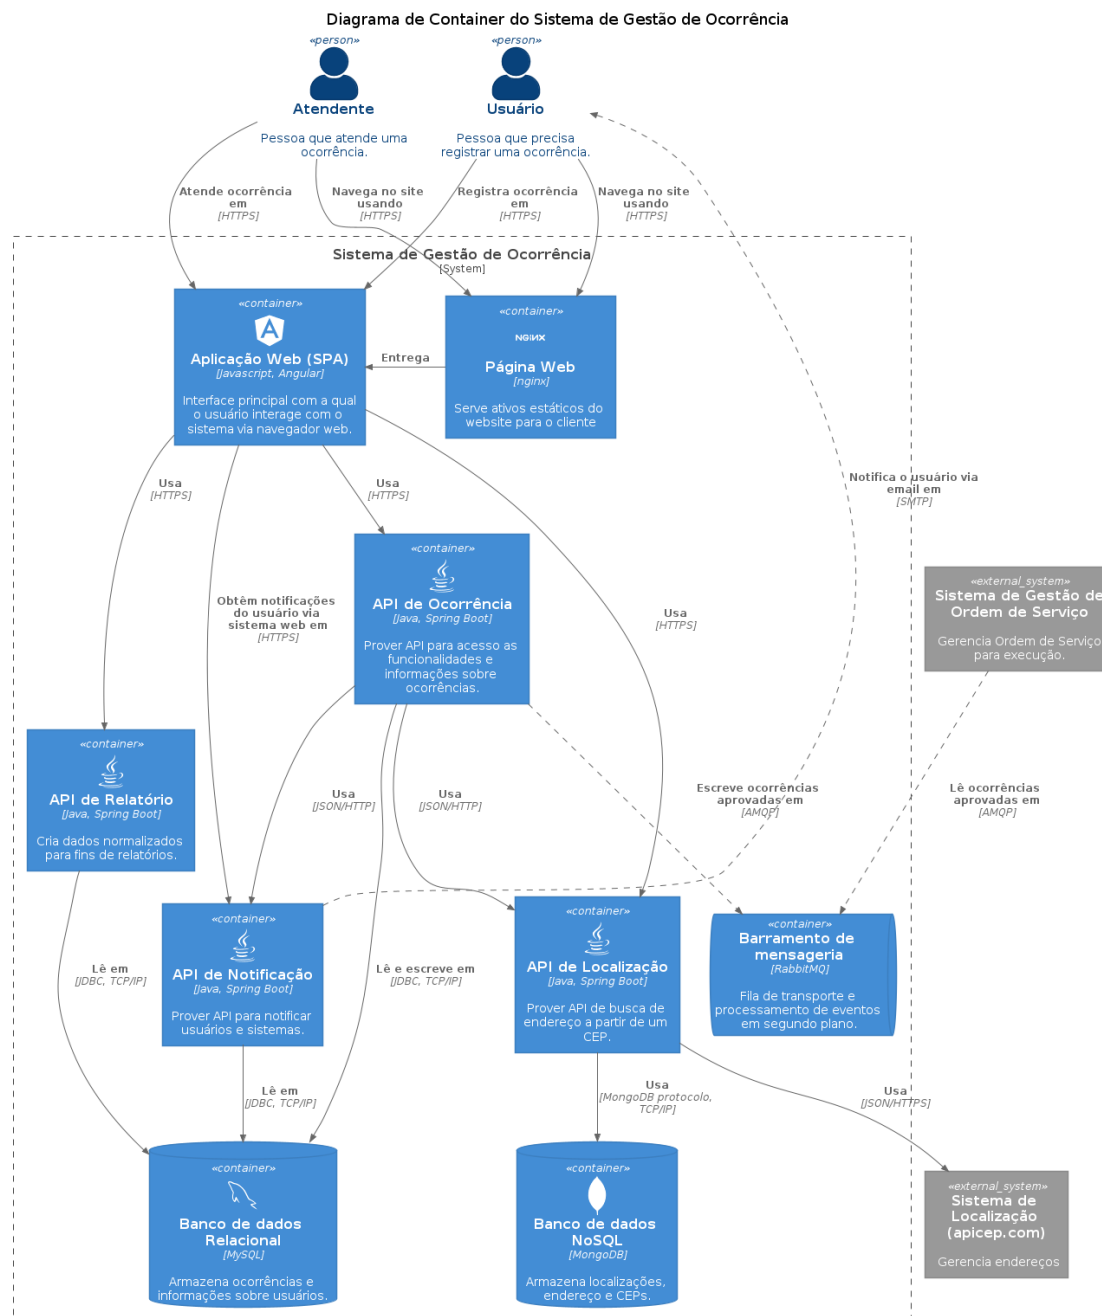 Diagrama de Container do Sistema de Gestão de Ocorrência
«person»
Atendente
Pessoa que atende uma
ocorrência.
«person»
Usuário
Pessoa que precisa
registrar uma ocorrência.
Atende ocorrência
em
[HTTPS]
Navega no site
usando
[HTTPS]
Registra ocorrência
em
[HTTPS]
Navega no site
usando
[HTTPS]
Sistema de Gestão de Ocorrência
[System]
«container»
Aplicação Web (SPA)
[Javascript, Angular]
Interface principal com a qual
o usuário interage com o
sistema via navegador web.
Entrega
«container»
NGINX
Página Web
[nginx]
Serve ativos estáticos do
website para o cliente
Usa
[HTTPS]
Usa
[HTTPS]
Notifica o usuário via
email em
[SMTP]
«container»
API de Ocorrência
[Java, Spring Boot]
Prover API para acesso as
funcionalidades e
informações sobre
ocorrências.
Obtêm notificações
do usuário via
sistema web em
[HTTPS]
Usa
[HTTPS]
«external_system»
Sistema de Gestão de
Ordem de Serviço
Gerencia Ordem de Serviço
para execução.
«container»
API de Relatório
[Java, Spring Boot]
Cria dados normalizados
para fins de relatórios.
Usa
[JSON/HTTP]
Usa
[JSON/HTTP]
Escreve ocorrências
aprovadas em
[AMQP]
Lê ocorrências
aprovadas em
[AMQP]
Lê em
[JDBC, TCP/IP]
«container»
API de Notificação
[Java, Spring Boot]
Prover API para notificar
usuários e sistemas.
Lê e escreve em
[JDBC, TCP/IP]
«container»
API de Localização
[Java, Spring Boot]
Prover API de busca de
endereço a partir de um
CEP.
«container»
Barramento de
mensageria
[RabbitMQ]
Fila de transporte e
processamento de eventos
em segundo plano.
Lê em
[JDBC, TCP/IP]
Usa
[MongoDB protocolo,
TCP/IP]
Usa
[JSON/HTTPS]
«container»
Banco de dados
Relacional
[MySQL]
Armazena ocorrências e
informações sobre usuários.
«container»
Banco de dados
NoSQL
[MongoDB]
Armazena localizações,
endereço e CEPs.
«external_system»
Sistema de
Localização
(apicep.com)
Gerencia endereços